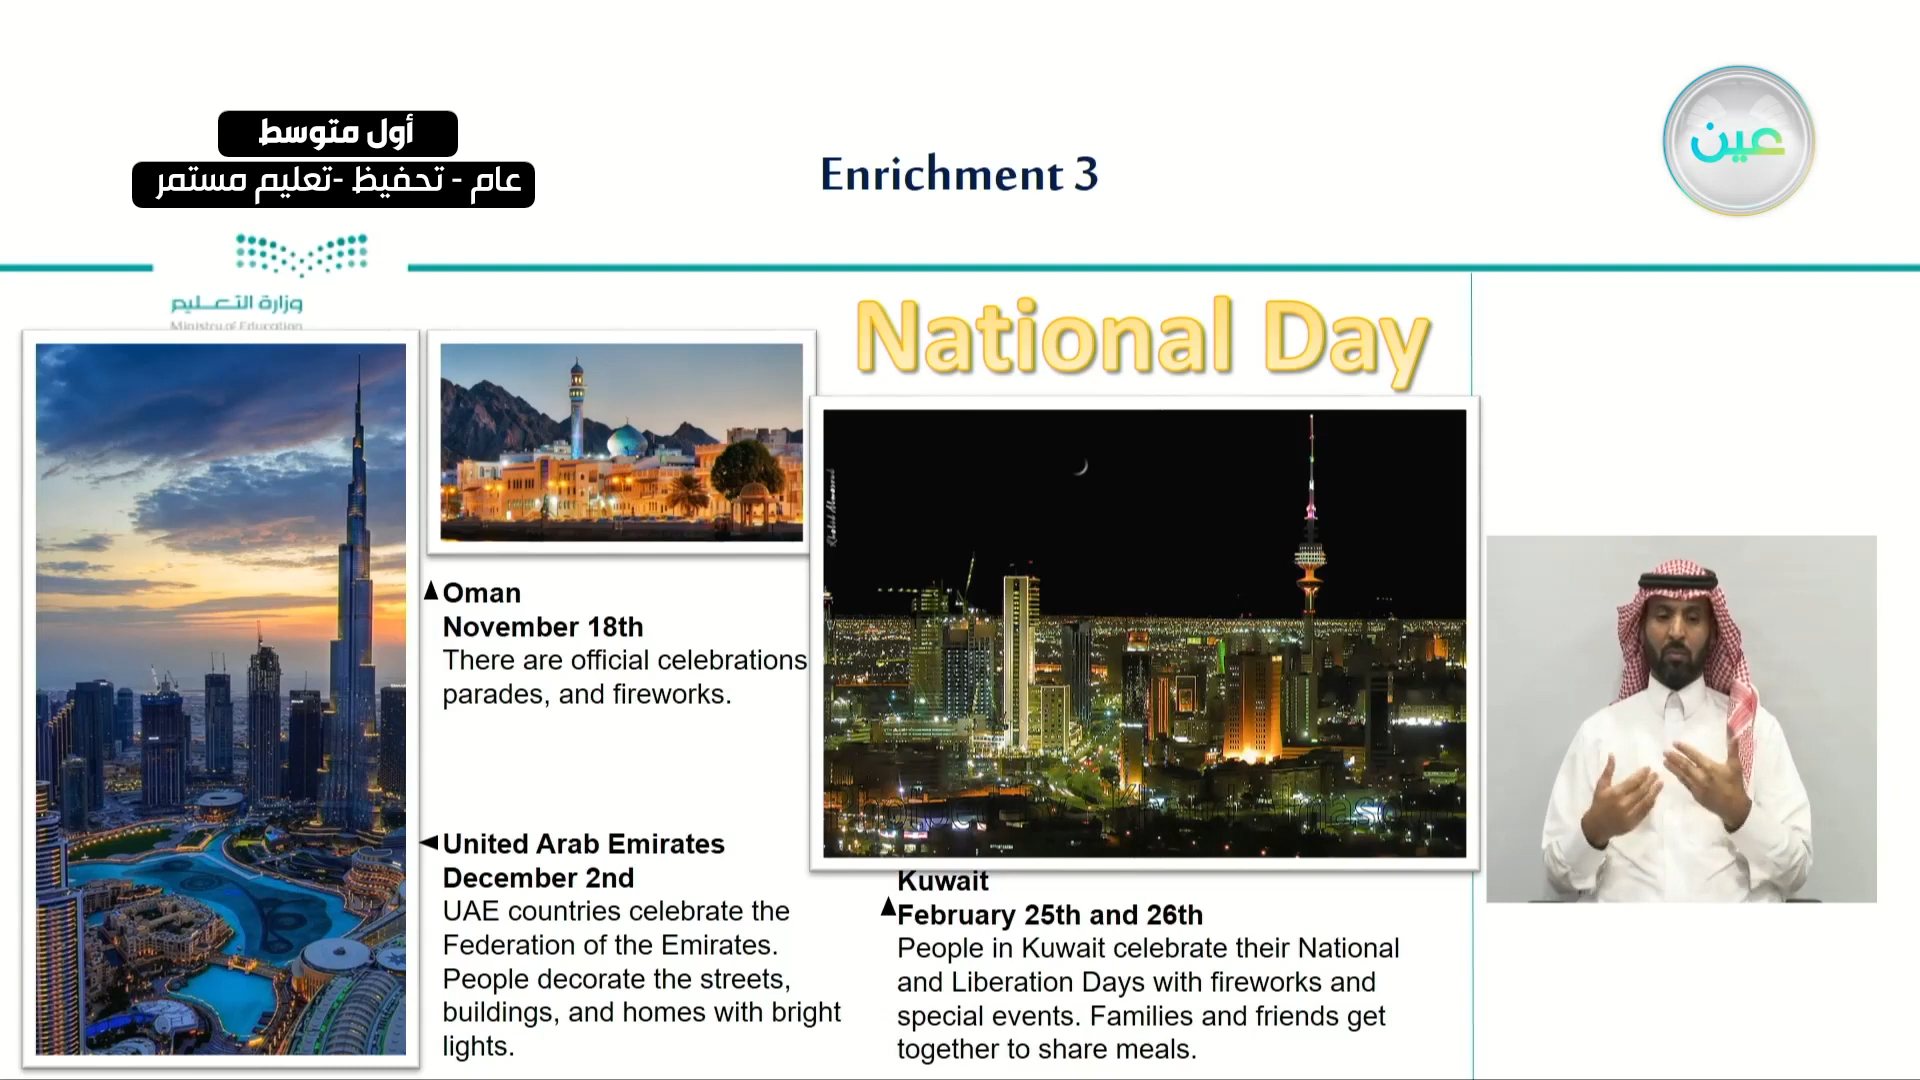 أول متوسط
عام - تحفيظ -تعليم مستمر
Enrichment 3
عين
وزارة التعليم
Ministry of Education
National Day
Oman
November 18th
There are official celebrations
parades, and fireworks.
United Arab Emirates
December 2nd
UAE countries celebrate the
Federation of the Emirates.
People decorate the streets,
buildings, and homes with bright
lights.
Kuwait
February 25th and 26th
People in Kuwait celebrate their National
and Liberation Days with fireworks and
special events. Families and friends get
together to share meals.